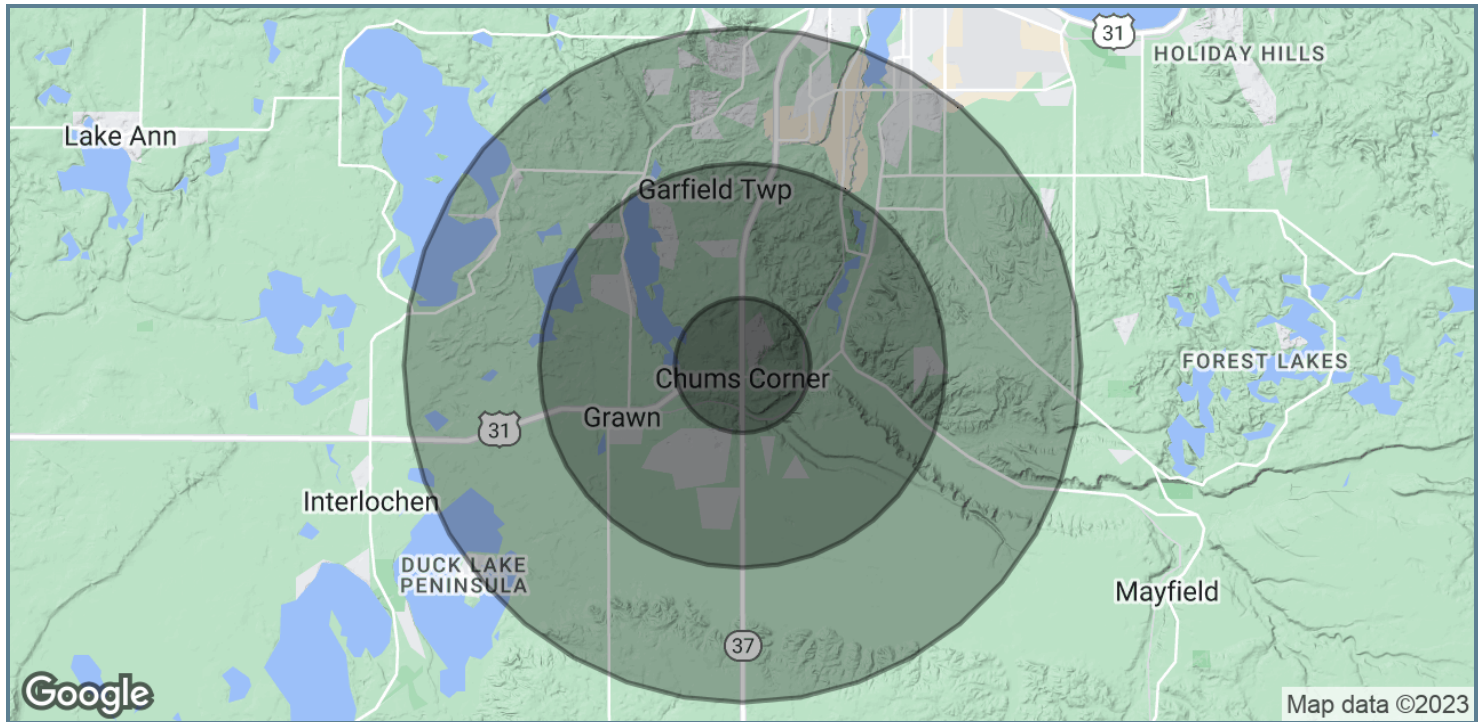 31
HOLIDAY HILLS
Lake Ann
Garfield Twp
FOREST LAKES
Chums Corner
Grawn
31
Interlochen
DUCK LAKE
PENINSULA
Mayfield
37
Google
Map data ©2023